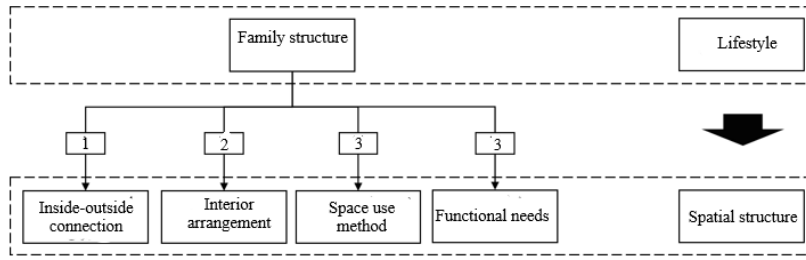 Family structure
Lifestyle
1
2
3
3
Inside-outside
connection
Interior
arrangement
Space use
method
Functional needs
Spatial structure